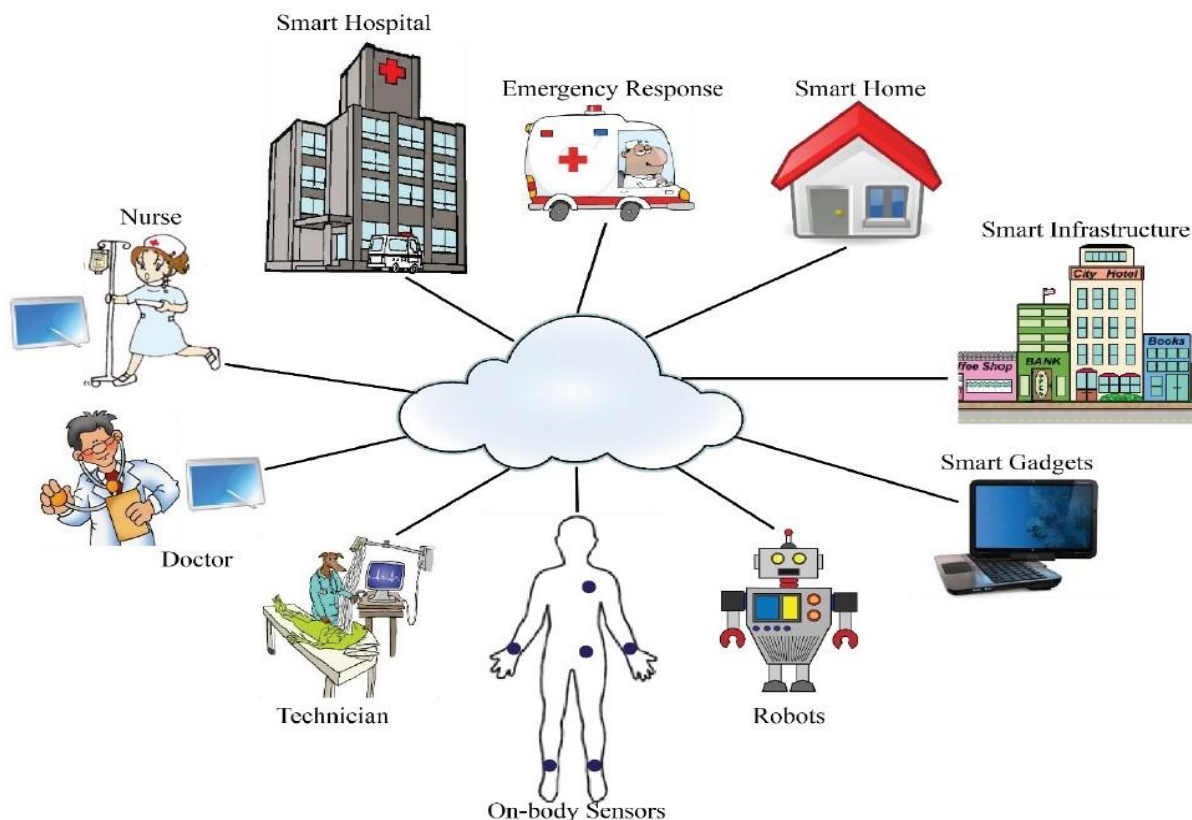 Smart Hospital
Emergency Response
Smart Home
Nurse
Smart Infrastructure
City Hotel
Books
ffee Shop
BANK
Smart Gadgets
Doctor
Technician
Robots
On-body Sensors